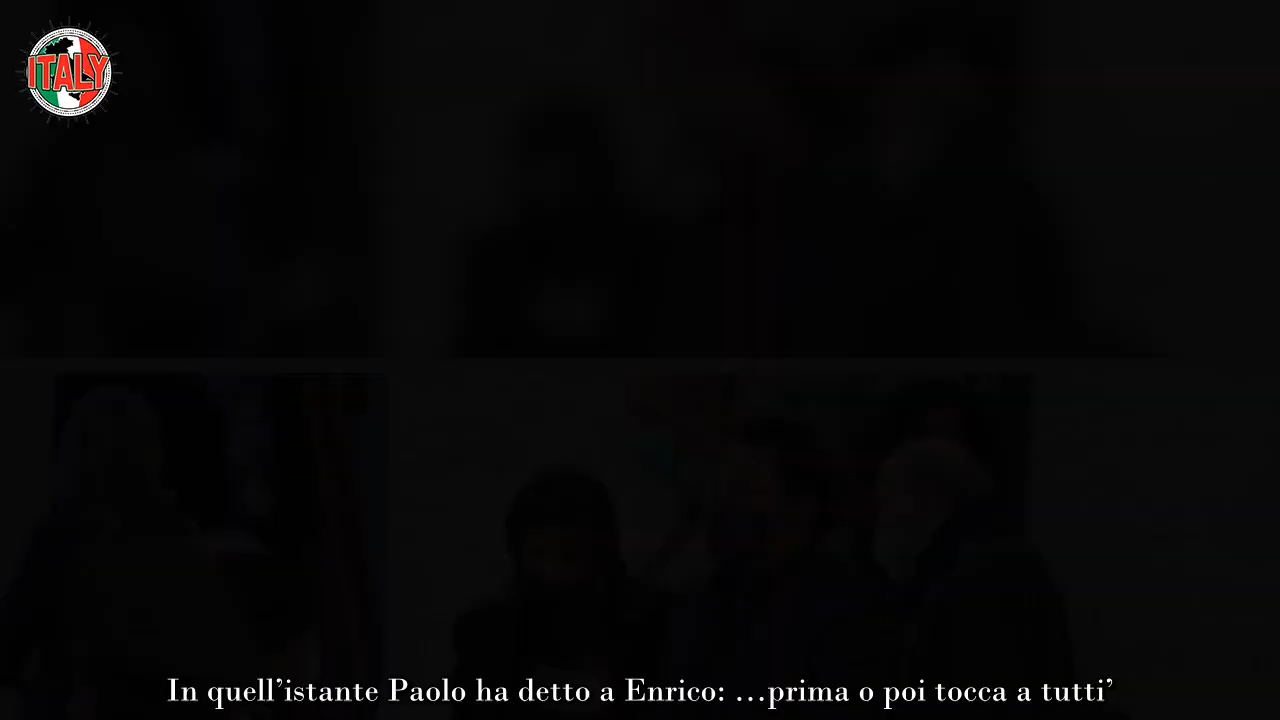 ITALY
In quell’istante Paolo ha detto a Enrico: …prima o poi tocca a tutti’